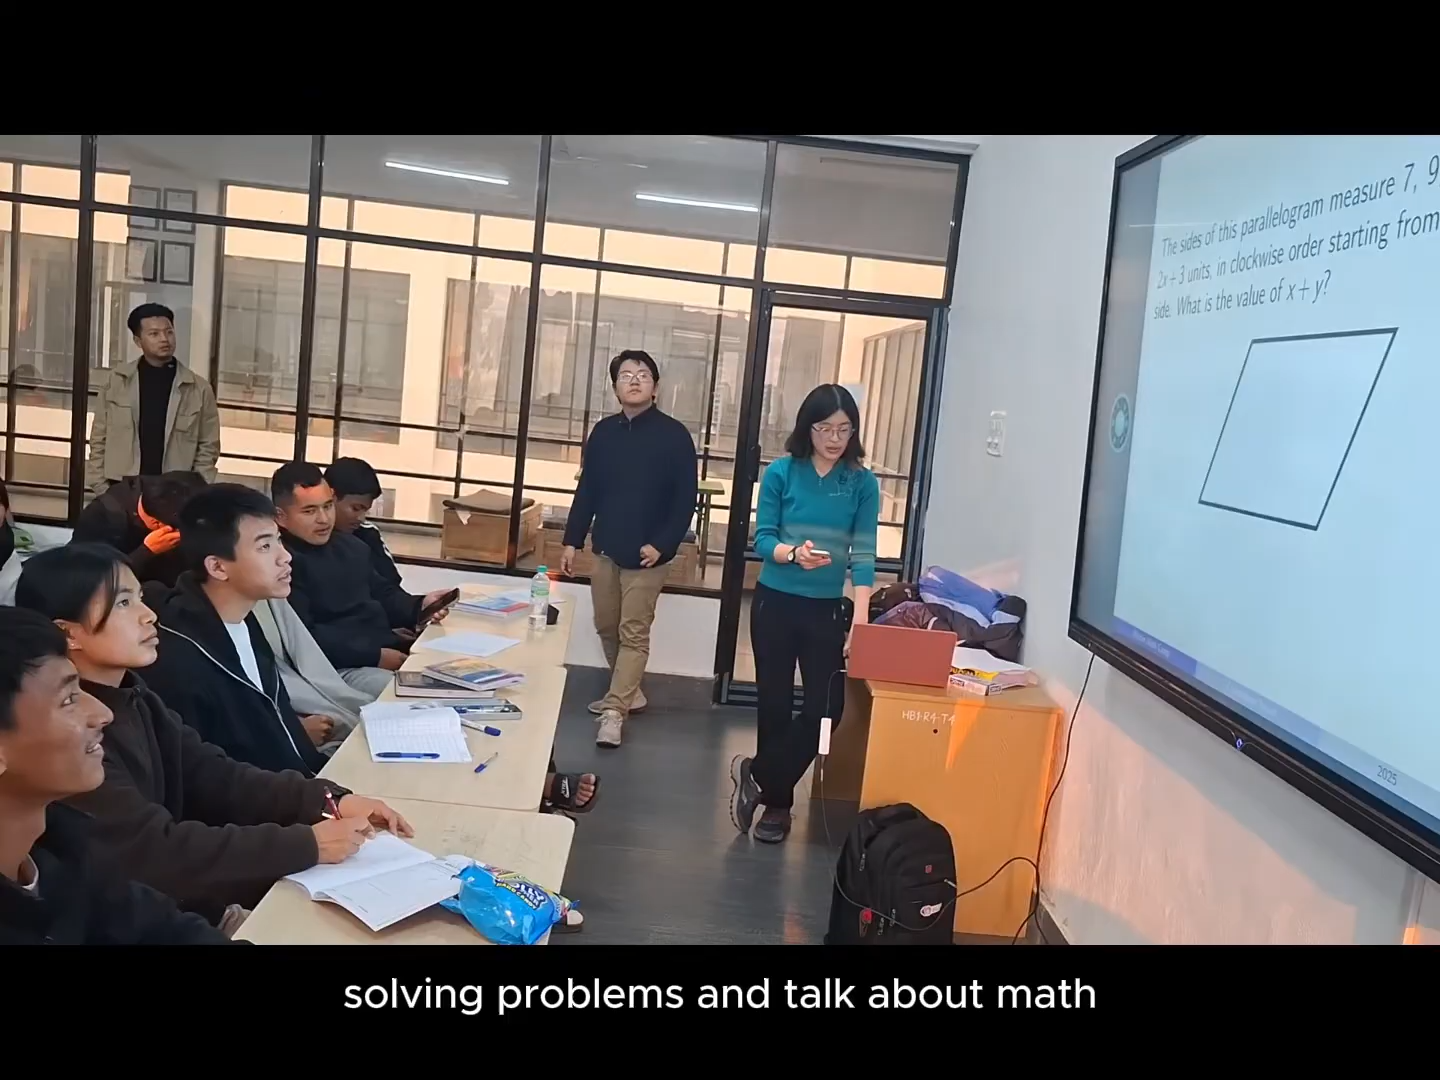 The sides of this parallelogram measure 7, 9
2x + 3 units, in clockwise order starting from
side. What is the value of x + y?
2025
HB1-R4-T4
solving problems and talk about math